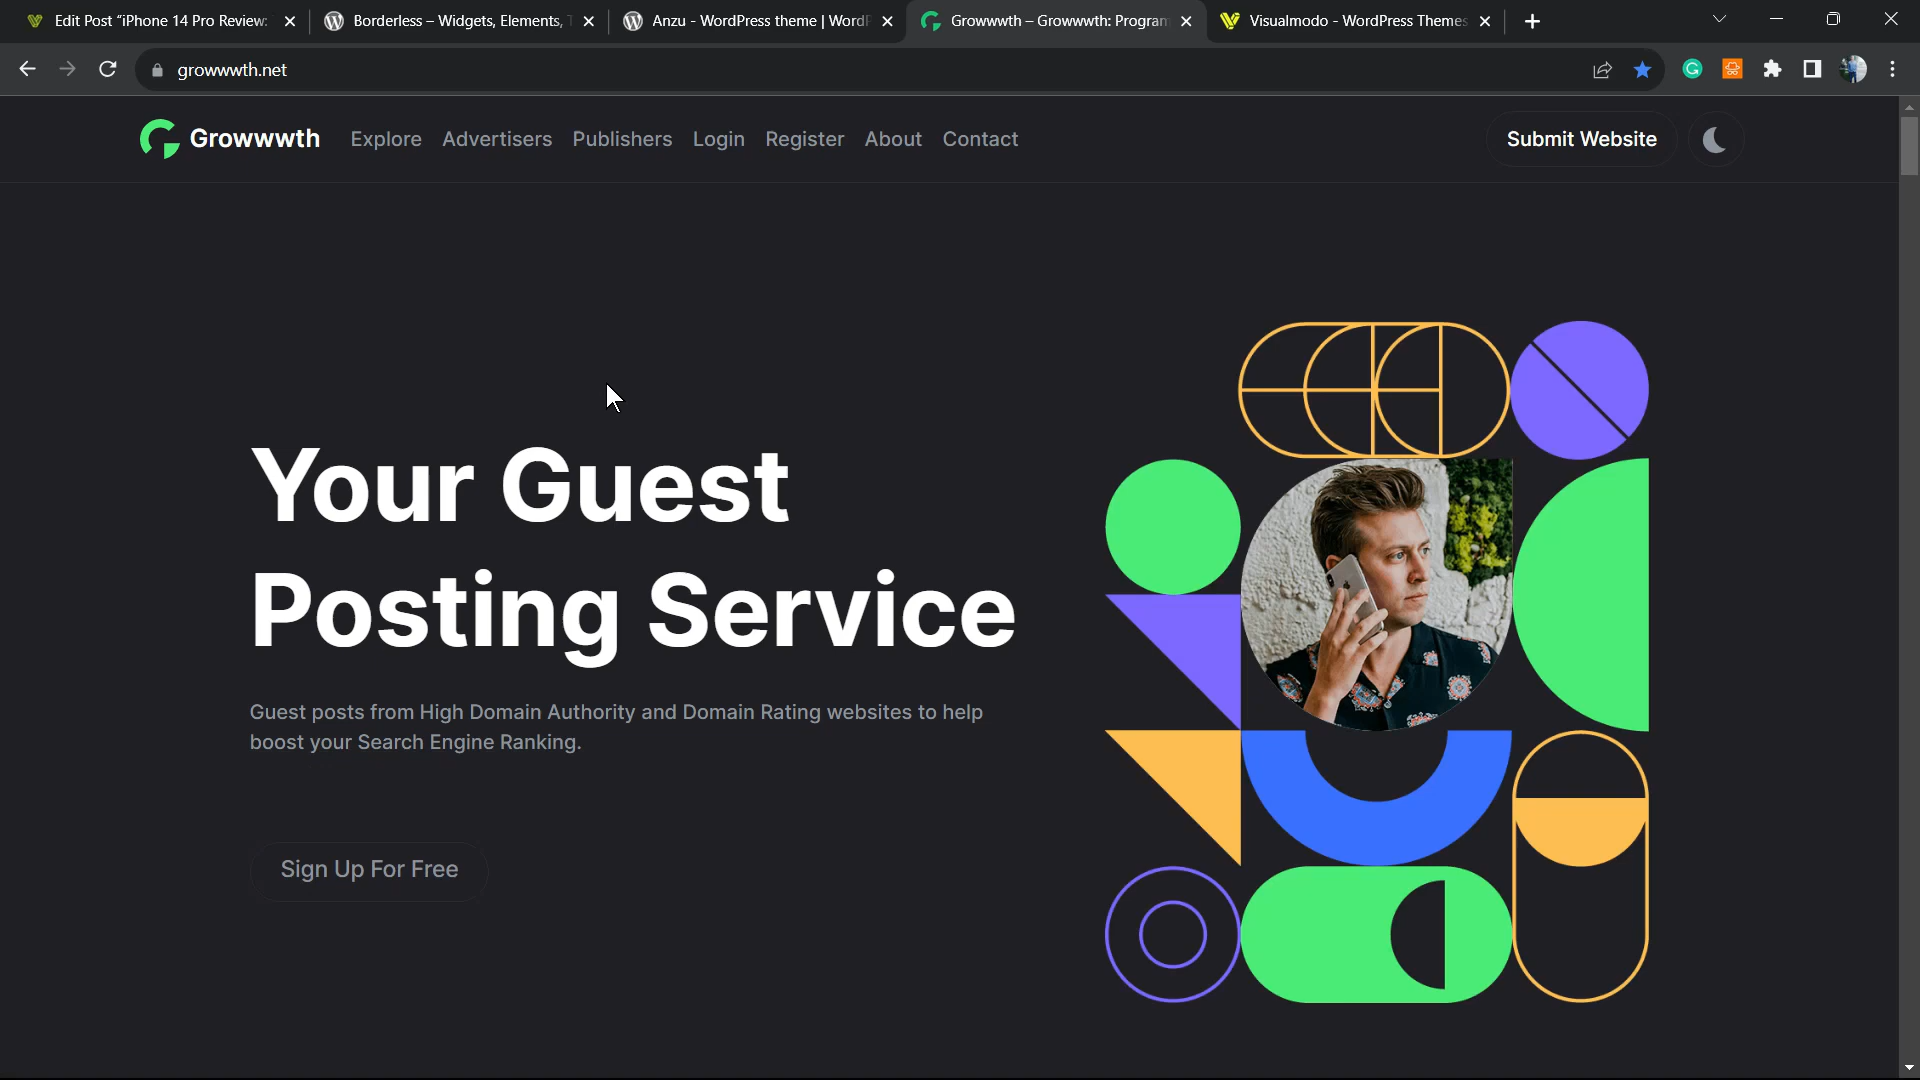 Edit Post “iPhone 14 Pro Review:
Borderless – Widgets, Elements,
Anzu - WordPress theme | Word
Growwwth – Growwwth: Program
Visualmodo - WordPress Themes
growwwth.net
Growwwth
Explore
Advertisers
Publishers
Login
Register
About
Contact
Submit Website
Your Guest
Posting Service
Guest posts from High Domain Authority and Domain Rating websites to help
boost your Search Engine Ranking.
Sign Up For Free